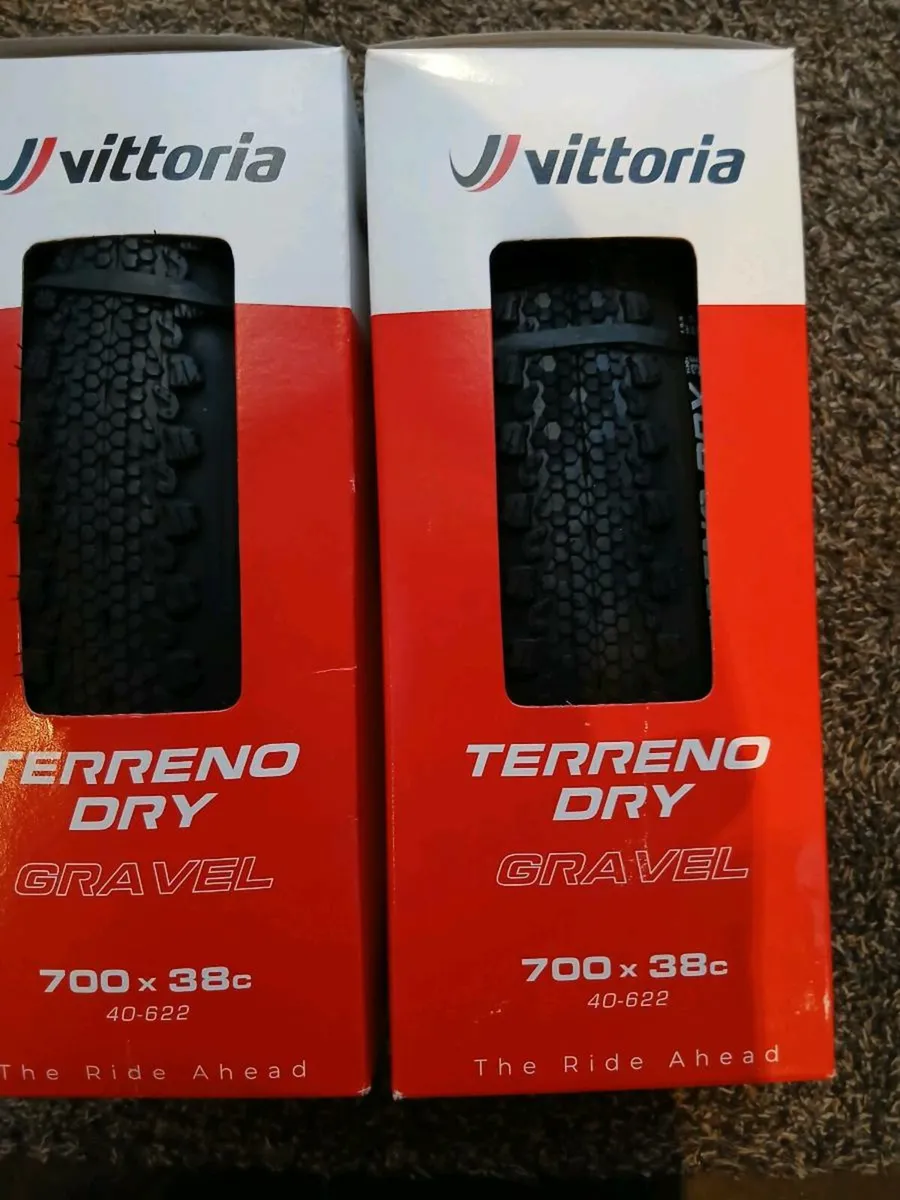 vittoria
TERRENO
DRY
GRAVEL
700 x 38c
40-622
The Ride Ahead
vittoria
TERRENO
DRY
GRAVEL
700 x 38c
40-622
The Ride Ahead